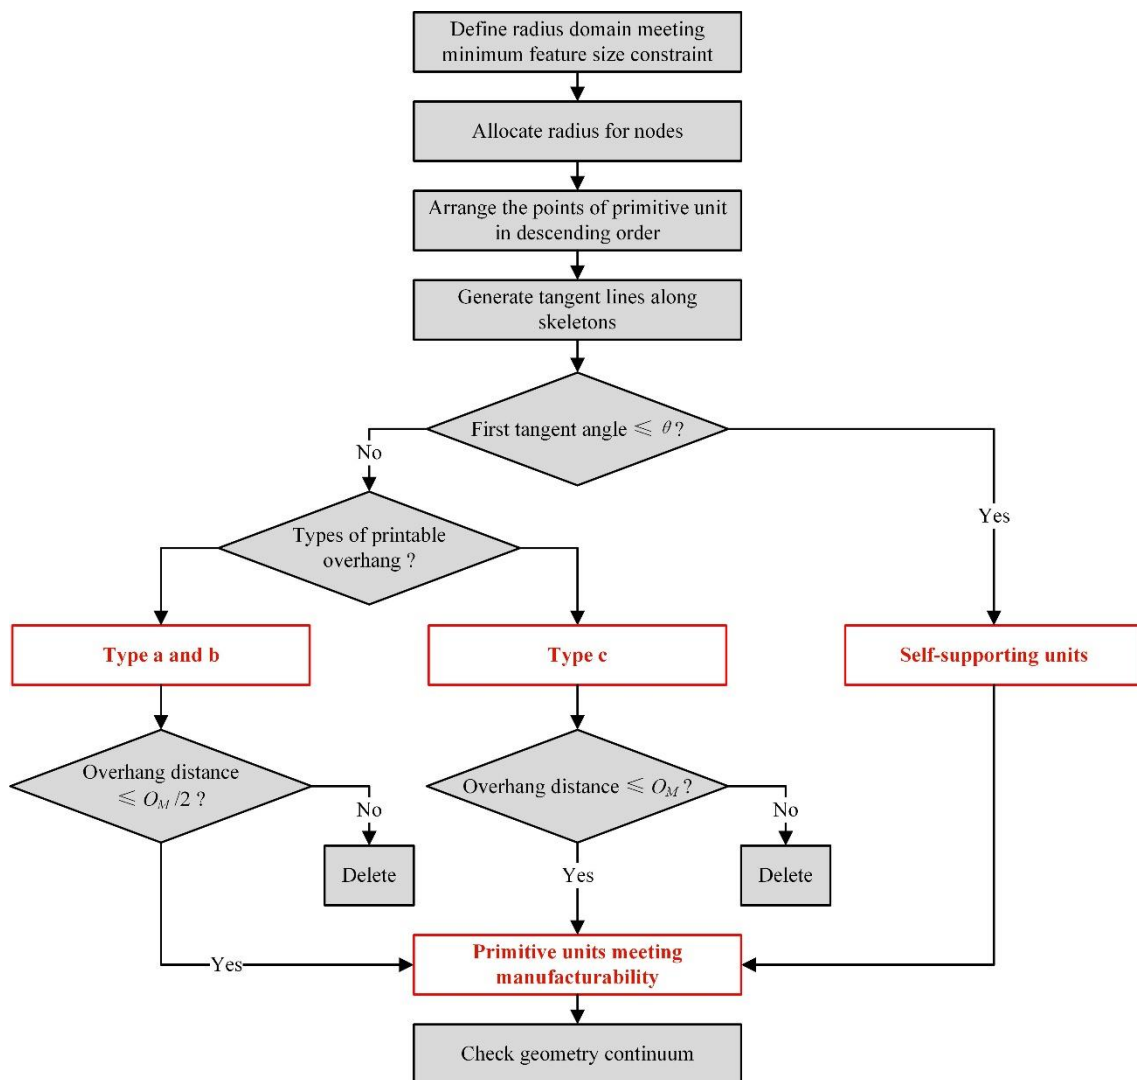 Define radius domain meeting
minimum feature size constraint
Allocate radius for nodes
Arrange the points of primitive unit
in descending order
Generate tangent lines along
skeletons
First tangent angle ≤ θ?
No
Yes
Types of printable
overhang ?
Type a and b
Type c
Self-supporting units
Overhang distance
≤ O_M /2 ?
No
Delete
Overhang distance ≤ O_M ?
No
Delete
Yes
Yes
Primitive units meeting
manufacturability
Check geometry continuum